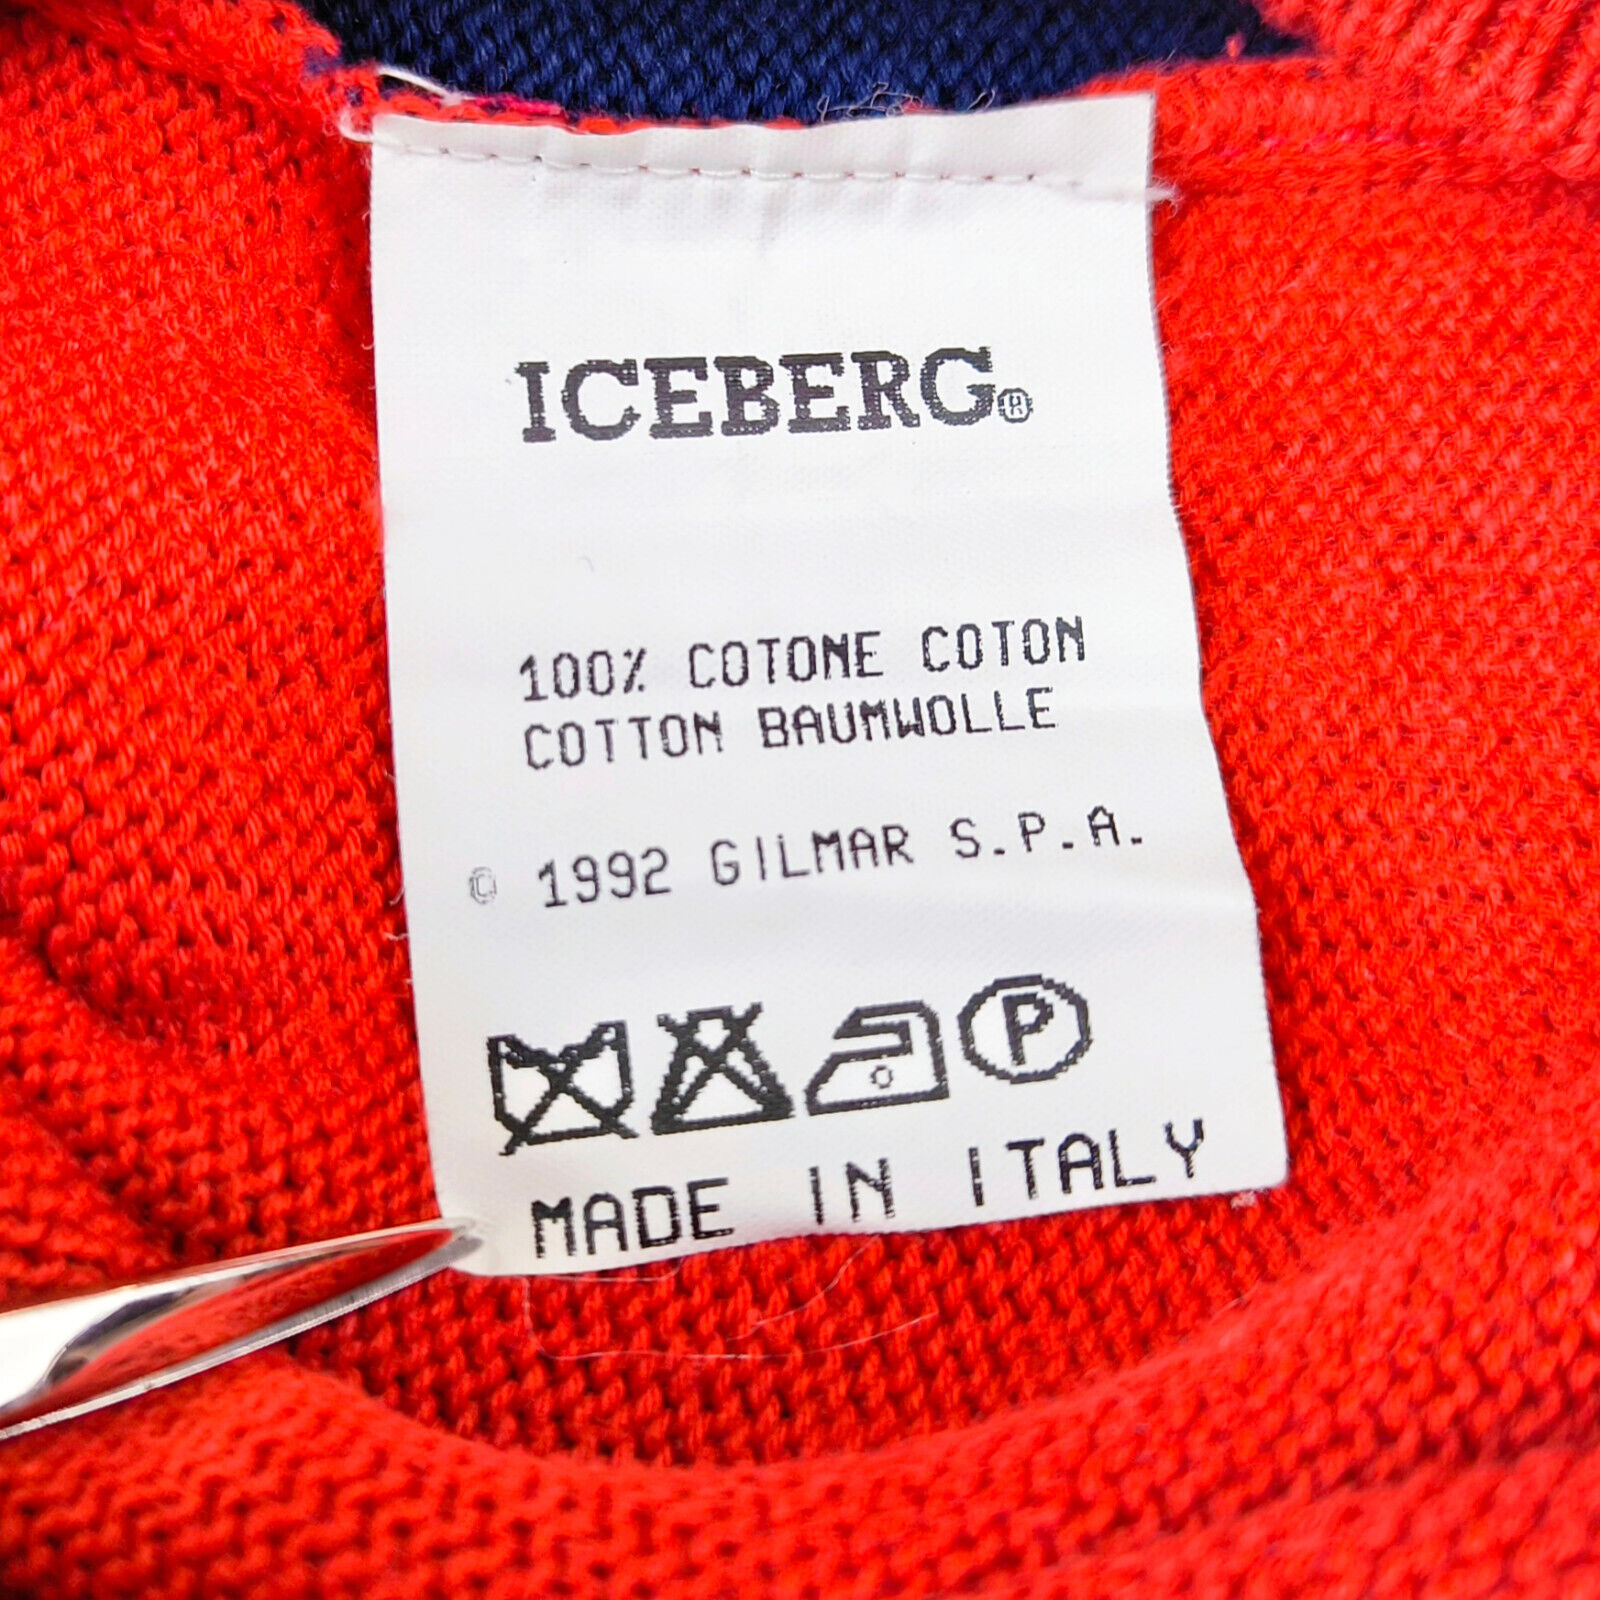 ICEBERG®
100% COTONE COTON
COTTON BAUMWOLLE
© 1992 GILMAR S.P.A.
P
MADE IN ITALY